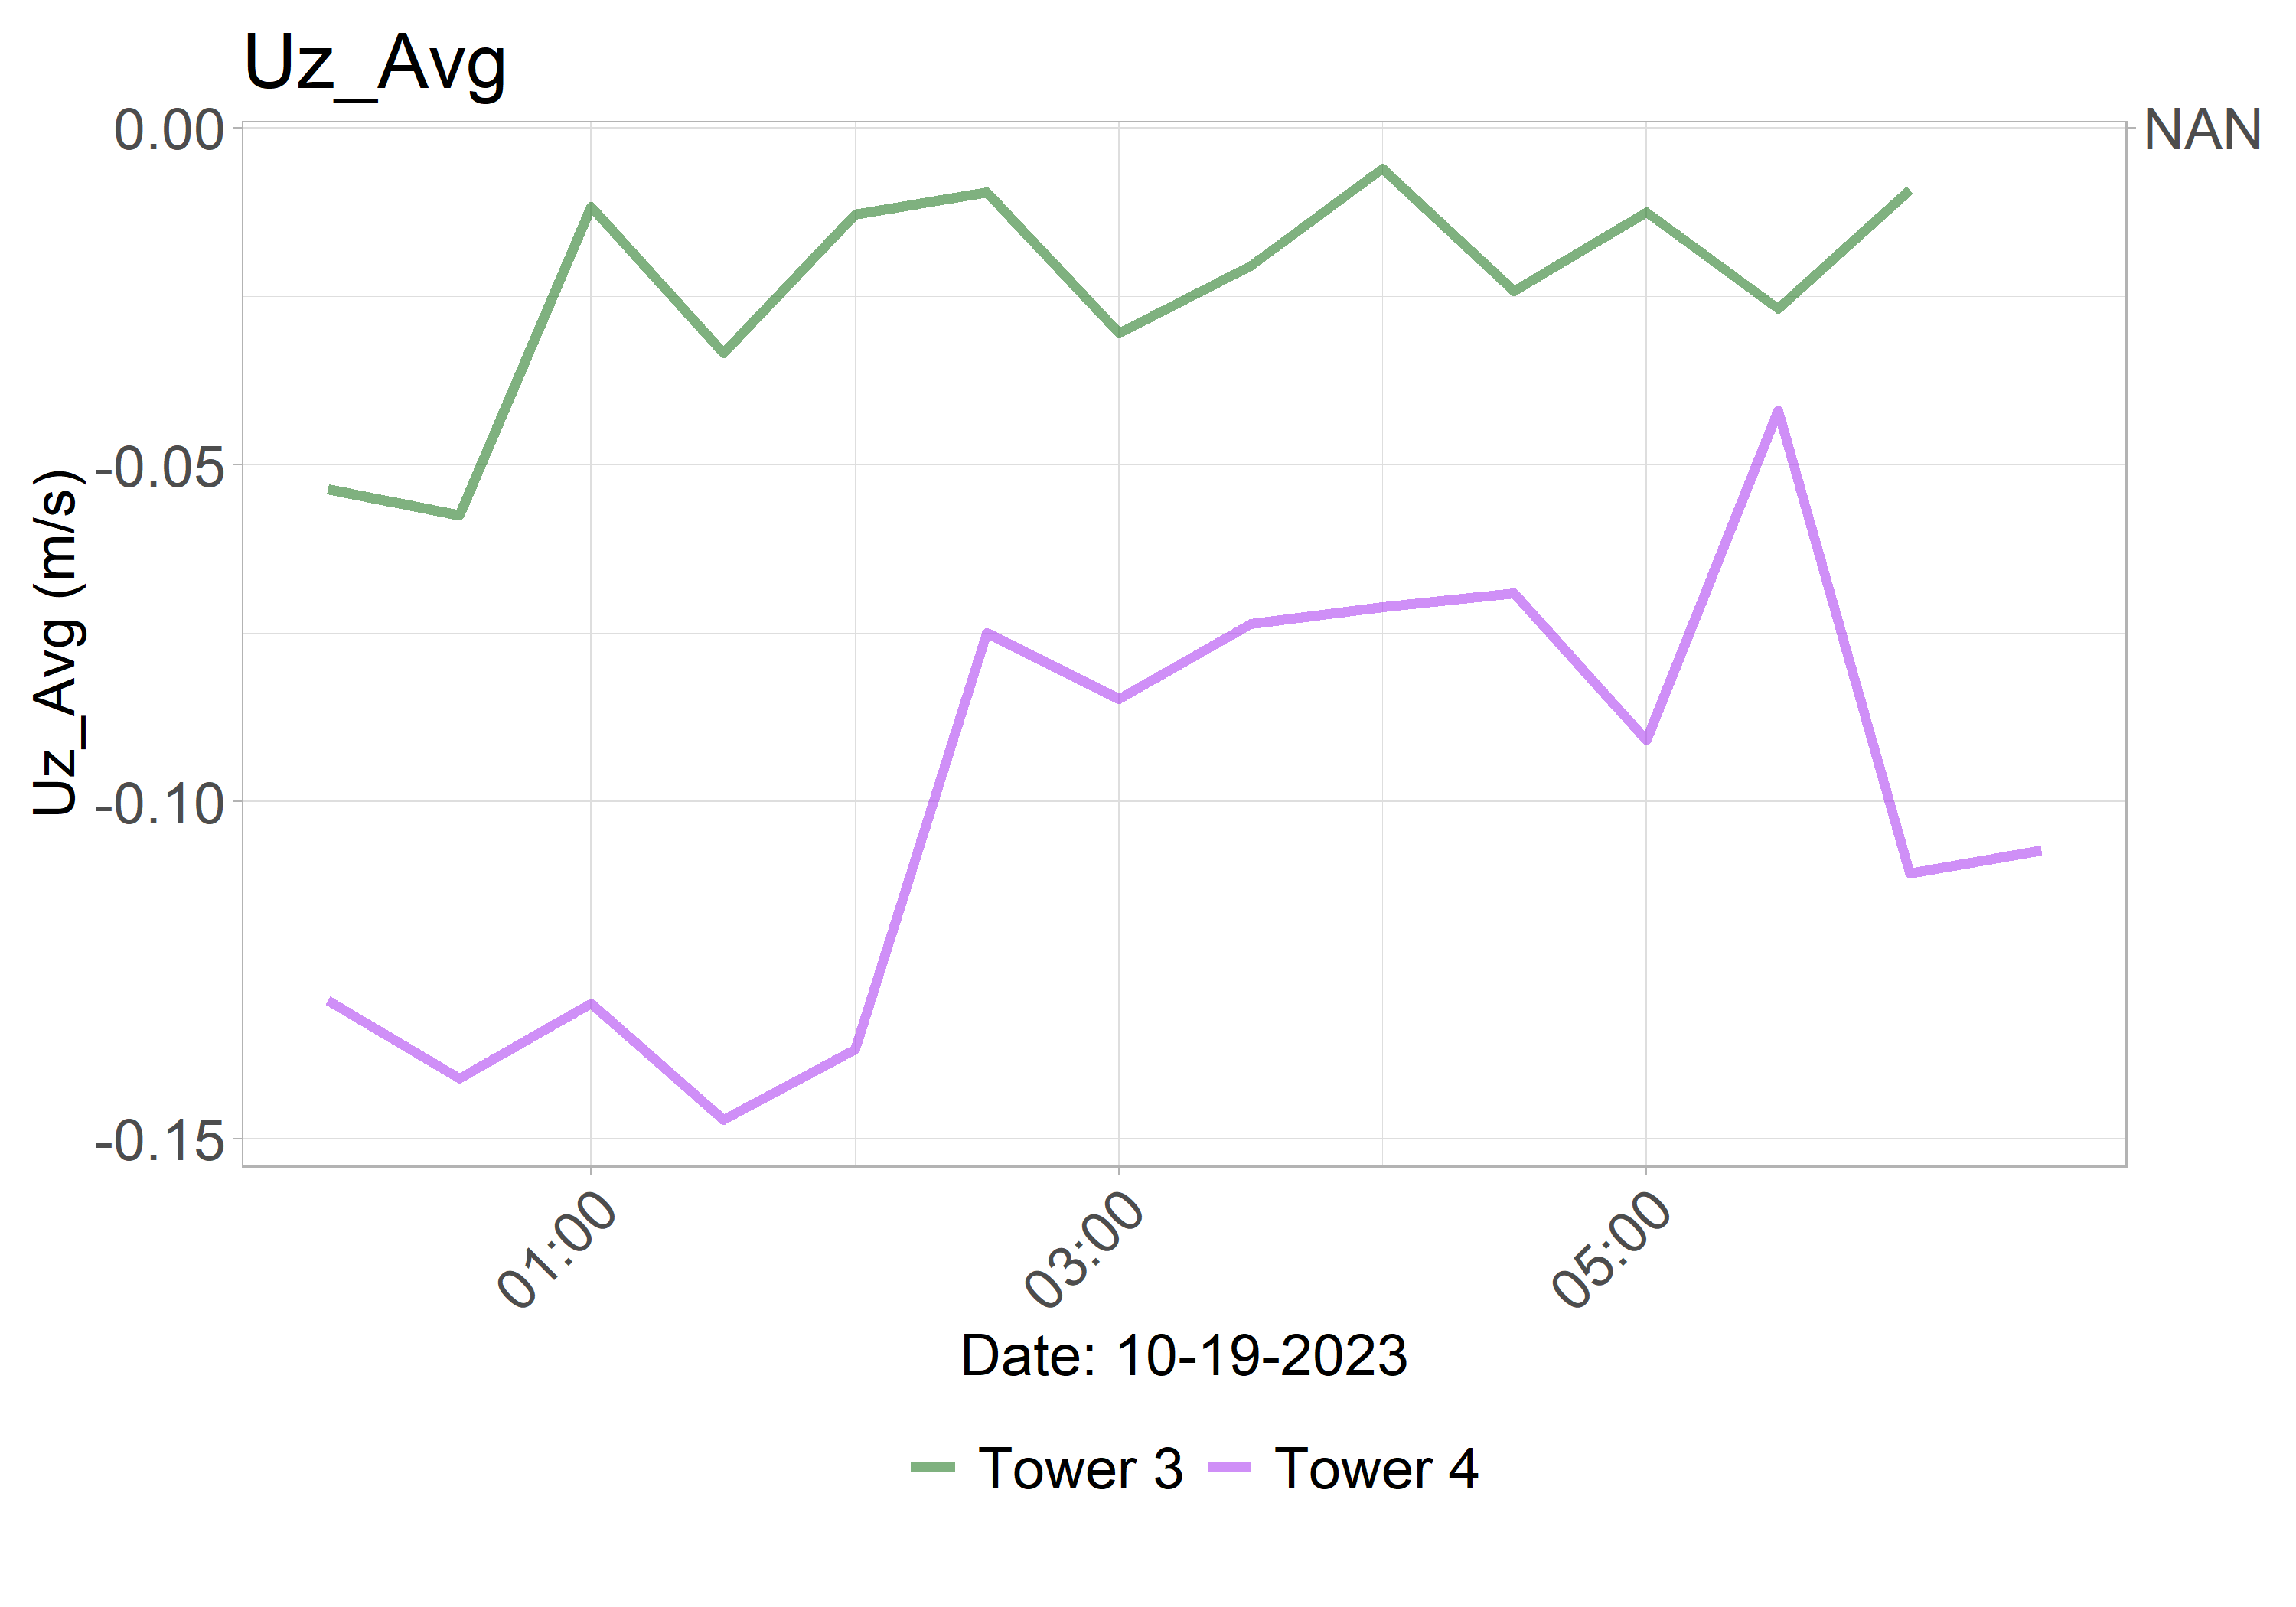 Uz_Avg
0.00
NAN
-0.05
-0.10
-0.15
Uz_Avg (m/s)
01:00
03:00
05:00
Date: 10-19-2023
Tower 3
Tower 4